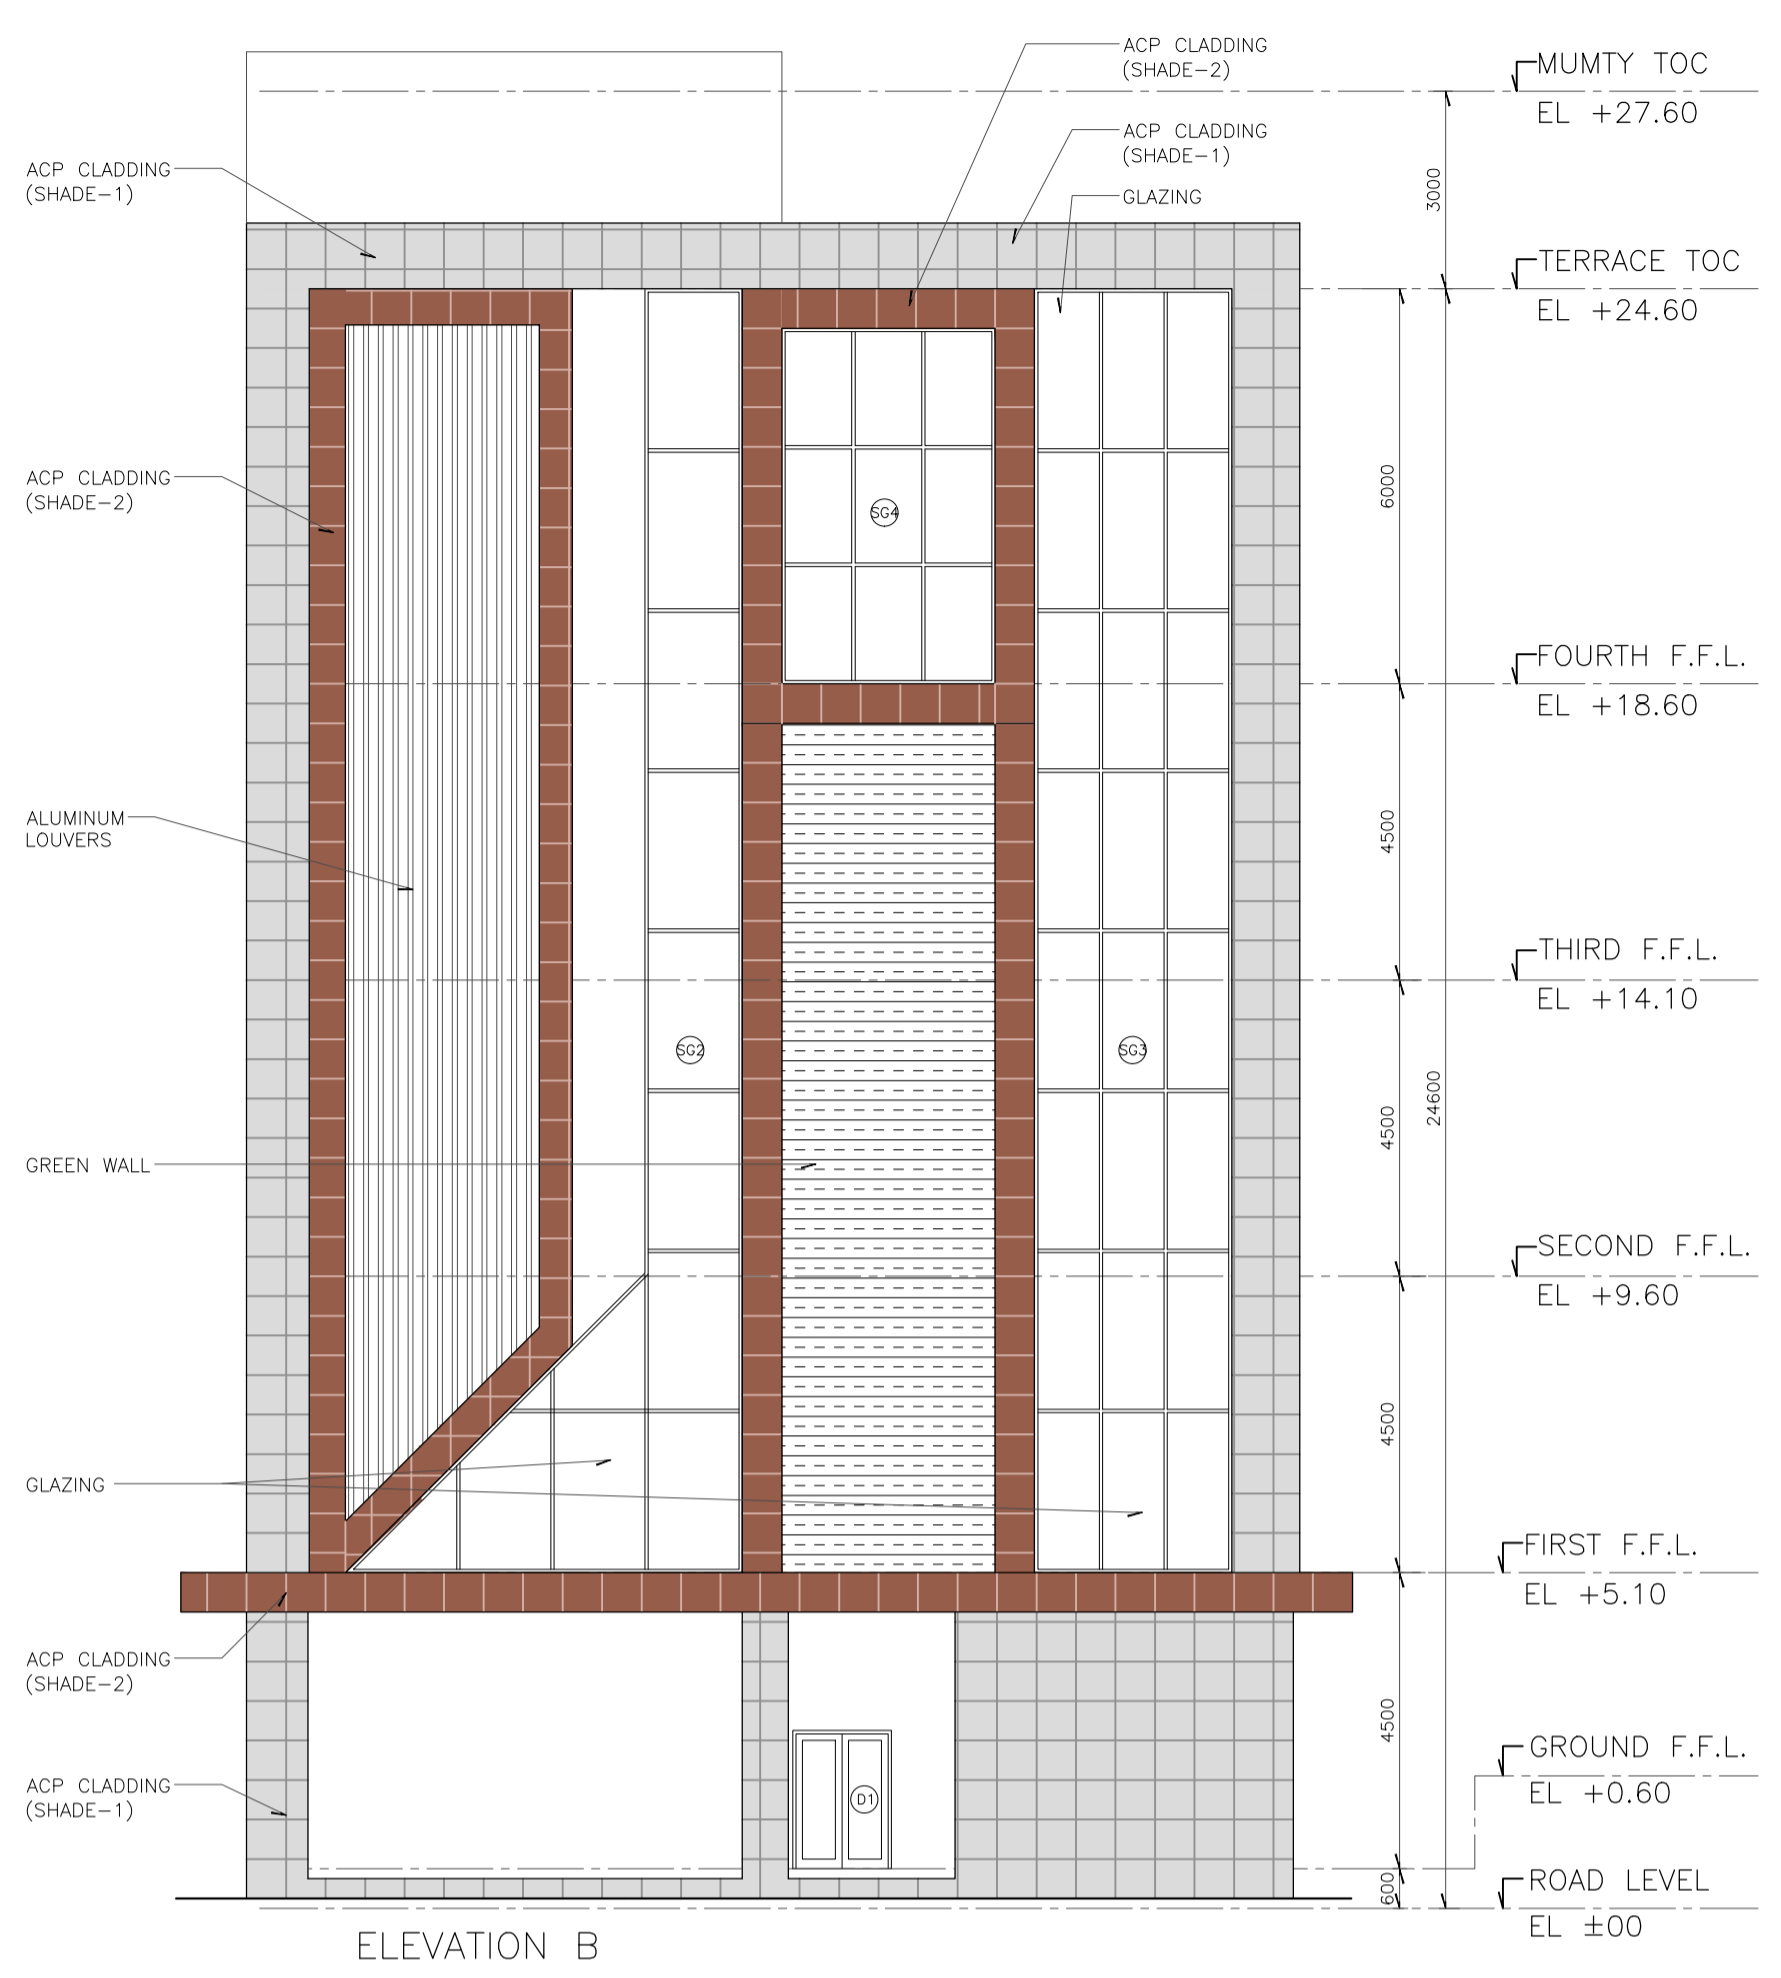 ACP CLADDING
(SHADE-2)
MUMTY TOC
EL +27.60
ACP CLADDING
(SHADE-1)
ACP CLADDING
(SHADE-1)
GLAZING
3000
TERRACE TOC
EL +24.60
ACP CLADDING
(SHADE-2)
6000
SG4
FOURTH F.F.L.
EL +18.60
ALUMINUM
LOUVERS
4500
THIRD F.F.L.
EL +14.10
SG2
SG3
24600
4500
GREEN WALL
SECOND F.F.L.
EL +9.60
4500
GLAZING
FIRST F.F.L.
EL +5.10
ACP CLADDING
(SHADE-2)
4500
GROUND F.F.L.
EL +0.60
ACP CLADDING
(SHADE-1)
D1
600
ROAD LEVEL
EL ±00
ELEVATION B